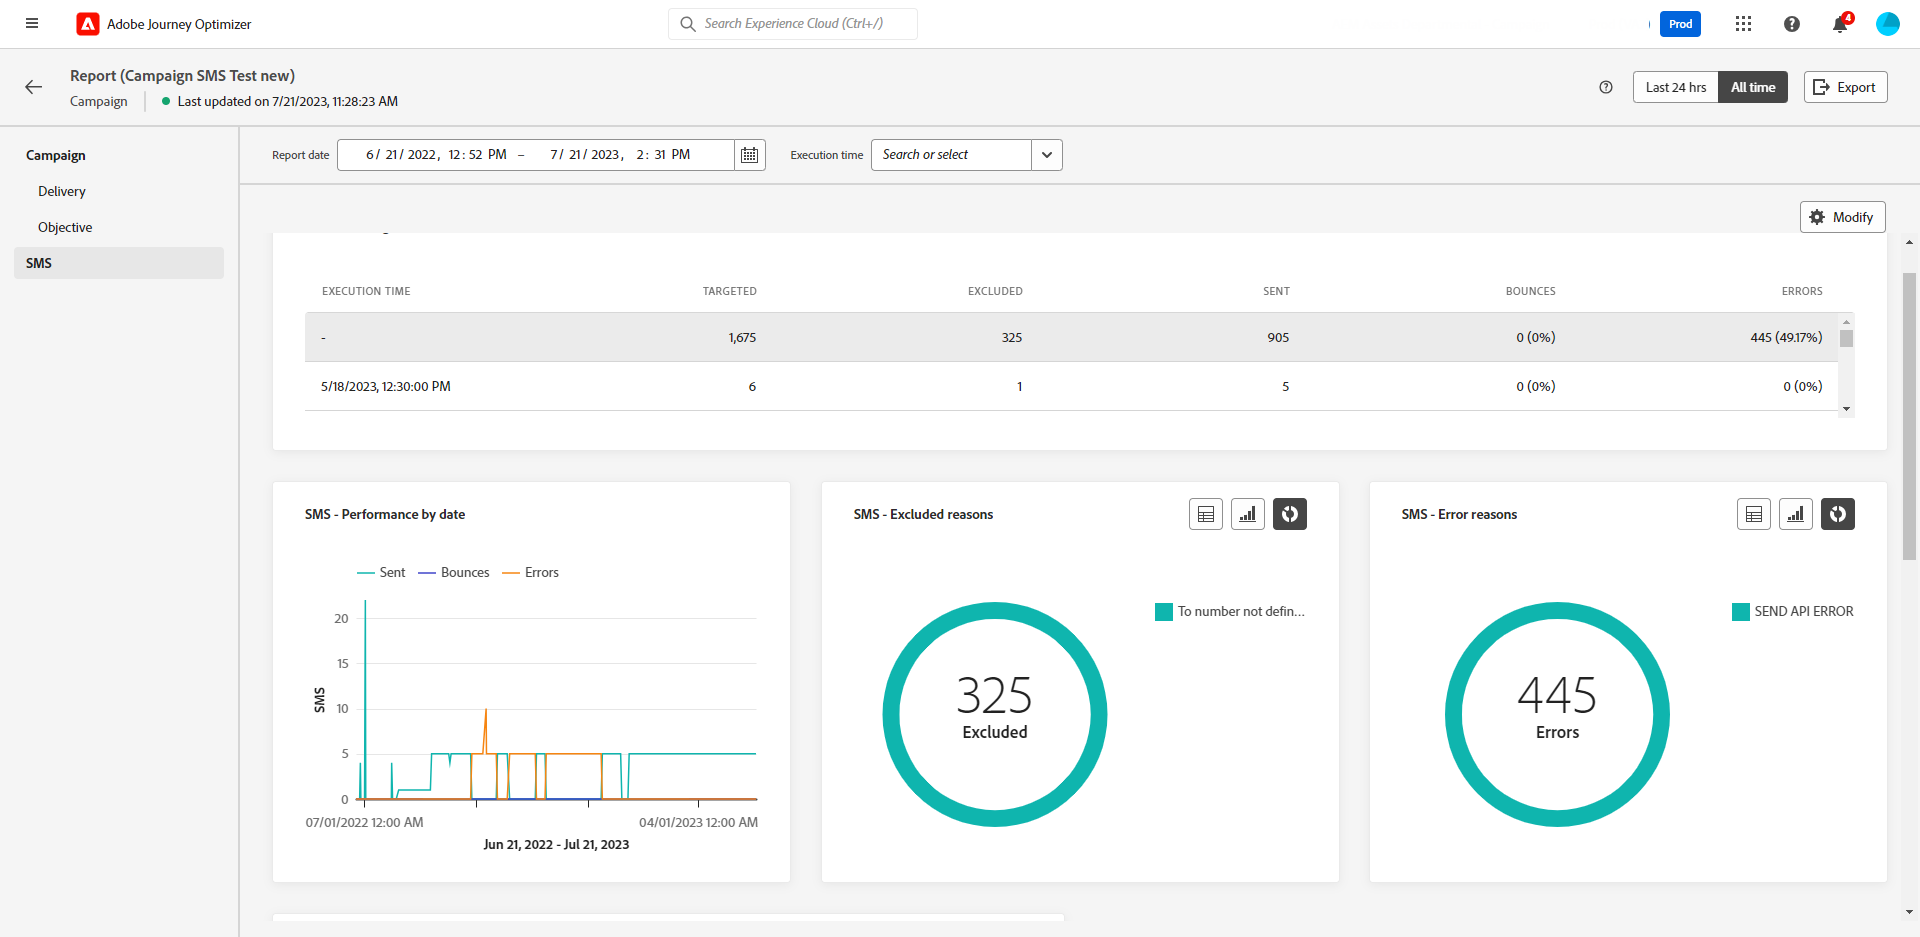 Adobe Journey Optimizer
Search Experience Cloud (Ctrl+/)
Prod
4
Report (Campaign SMS Test new)
Campaign
Last updated on 7/21/2023, 11:28:23 AM
Last 24 hrs
All time
Export
Campaign
Delivery
Objective
SMS
Report date
6/ 21/ 2022, 12: 52 PM – 7/ 21/ 2023, 2: 31 PM
Execution time
Search or select
Modify
EXECUTION TIME TARGETED EXCLUDED SENT BOUNCES ERRORS
- 1,675 325 905 0 (0%) 445 (49.17%)
5/18/2023, 12:30:00 PM 6 1 5 0 (0%) 0 (0%)
SMS - Performance by date
Sent Bounces Errors
20
15
10
5
0
SMS
07/01/2022 12:00 AM 04/01/2023 12:00 AM
Jun 21, 2022 - Jul 21, 2023
SMS - Excluded reasons
To number not defin...
325
Excluded
SMS - Error reasons
SEND API ERROR
445
Errors